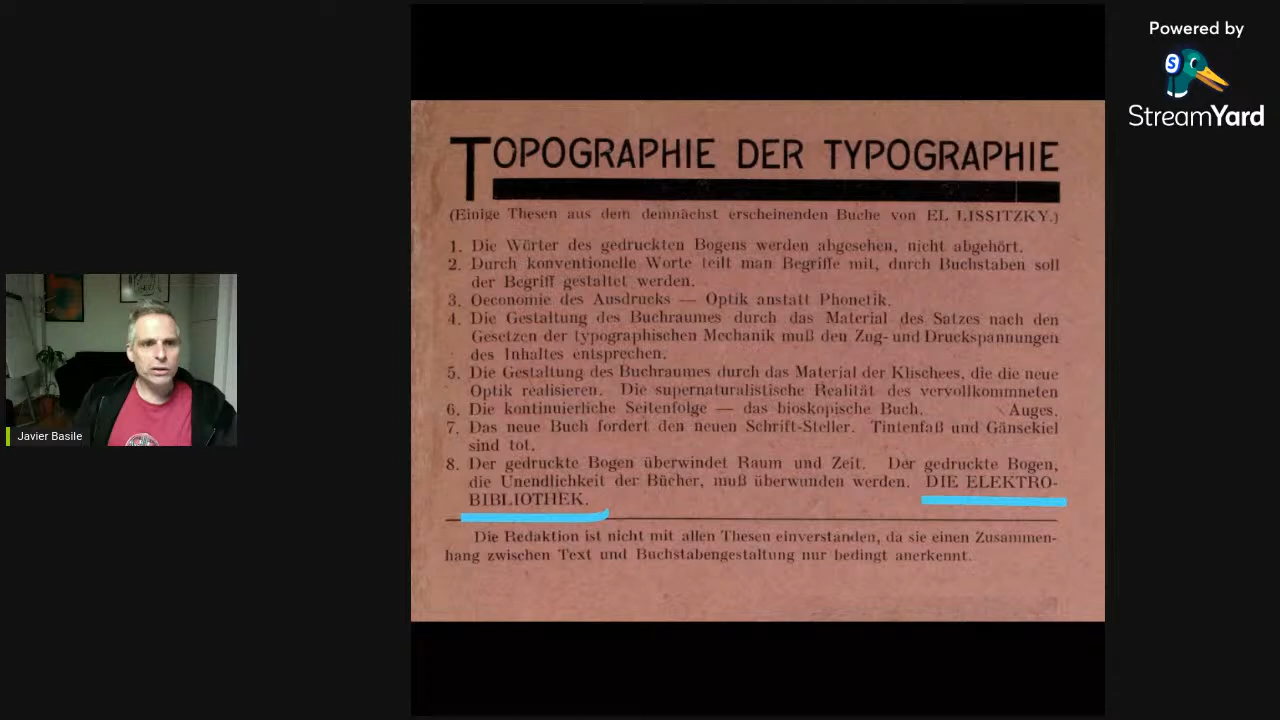 Powered by
StreamYard
TOPOGRAPHIE DER TYPOGRAPHIE
(Einige Thesen aus dem demnächst erscheinenden Buche von EL LISSITZKY.)
1. Die Wörter des gedruckten Bogens werden abgesehen, nicht abgehört.
2. Durch konventionelle Worte teilt man Begriffe mit, durch Buchstaben soll
der Begriff gestaltet werden.
3. Oeconomie des Ausdrucks — Optik anstatt Phonetik.
4. Die Gestaltung des Buchraumes durch das Material des Satzes nach den
Gesetzen der typographischen Mechanik muß den Zug- und Druckspannungen
des Inhaltes entsprechen.
5. Die Gestaltung des Buchraumes durch das Material der Klischees, die die neue
Optik realisieren. Die supernaturalistische Realität des vervollkommneten
6. Die kontinuierliche Seitenfolge — das bioskopische Buch. Auges.
7. Das neue Buch fordert den neuen Schrift-Steller. Tintenfaß und Gänsekiel
sind tot.
8. Der gedruckte Bogen überwindet Raum und Zeit. Der gedruckte Bogen,
die Unendlichkeit der Bücher, muß überwunden werden. DIE ELEKTRO-
BIBLIOTHEK.
Die Redaktion ist nicht mit allen Thesen einverstanden, da sie einen Zusammen-
hang zwischen Text und Buchstabengestaltung nur bedingt anerkennt.
Javier Basile